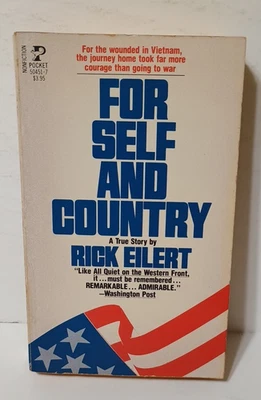 NONFICTION
POCKET
50451-7
$3.95
For the wounded in Vietnam,
the journey home took far more
courage than going to war
FOR
SELF
AND
COUNTRY
A True Story by
RICK EILERT
"Like All Quiet on the Western Front,
it...must be remembered...
REMARKABLE... ADMIRABLE."
—Washington Post